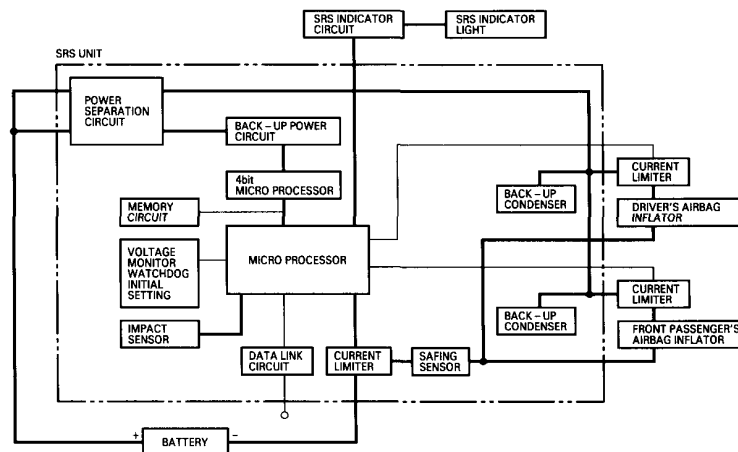 SRS INDICATOR
CIRCUIT
SRS INDICATOR
LIGHT
SRS UNIT
POWER
SEPARATION
CIRCUIT
BACK – UP POWER
CIRCUIT
4bit
MICRO PROCESSOR
MEMORY
CIRCUIT
BACK – UP
CONDENSER
CURRENT
LIMITER
DRIVER'S AIRBAG
INFLATOR
VOLTAGE
MONITOR
WATCHDOG
INITIAL
SETTING
MICRO PROCESSOR
BACK – UP
CONDENSER
CURRENT
LIMITER
IMPACT
SENSOR
FRONT PASSENGER'S
AIRBAG INFLATOR
DATA LINK
CIRCUIT
CURRENT
LIMITER
SAFING
SENSOR
+ BATTERY –